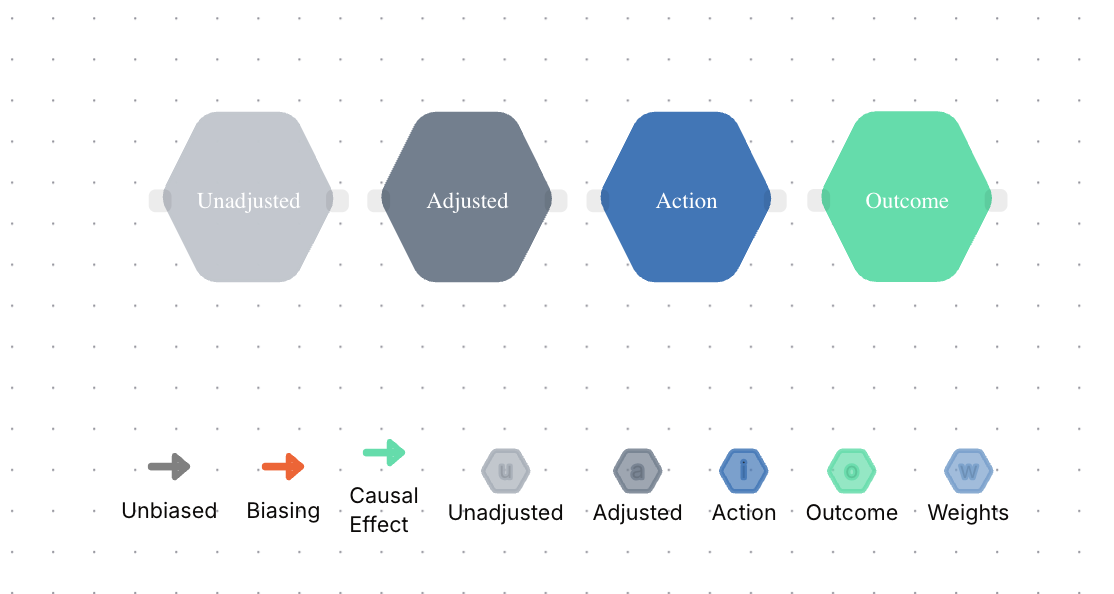 Unadjusted
Adjusted
Action
Outcome
u
a
i
o
w
Unbiased
Biasing
Causal
Effect
Unadjusted
Adjusted
Action
Outcome
Weights